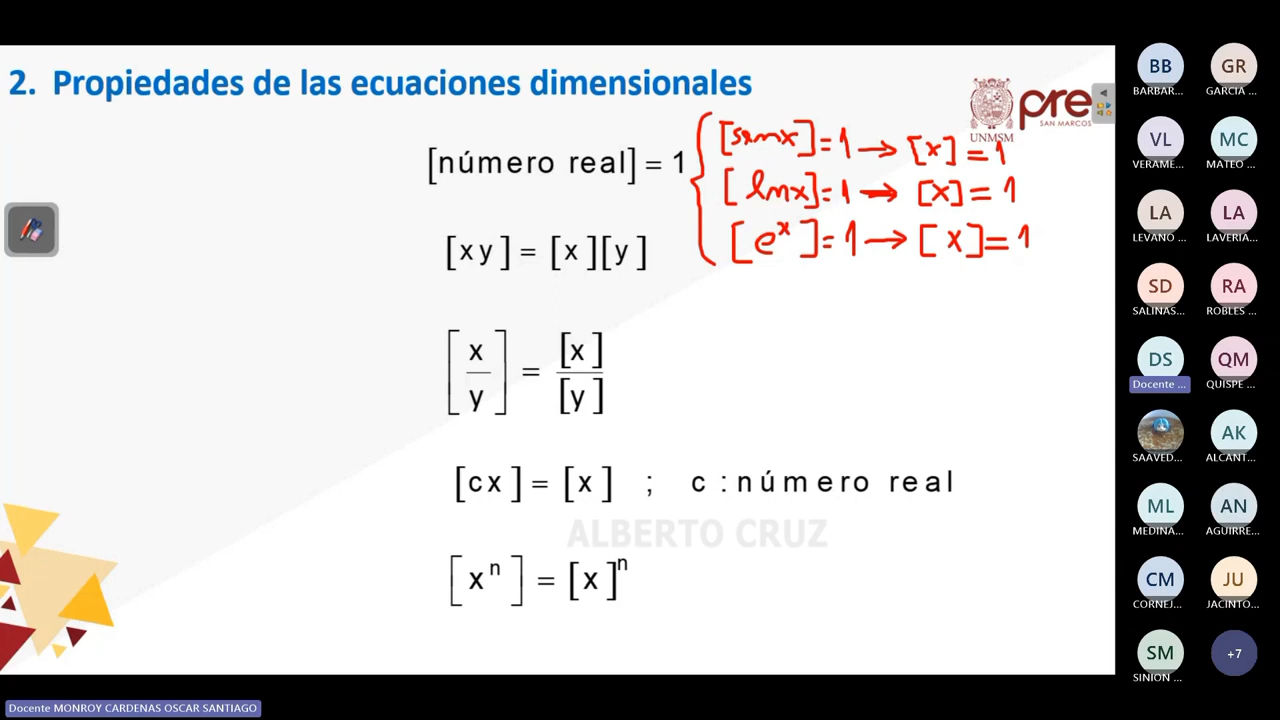 2. Propiedades de las ecuaciones dimensionales
UNMSM
pre
SAN MARCOS
[número real] = 1
[senx]=1 → [x]=1
[lnx]=1 → [x]=1
[e^x]=1 → [x]=1
[xy] = [x][y]
[x/y] = [x]/[y]
[cx] = [x] ; c : número real
ALBERTO CRUZ
[x^n] = [x]^n
BB GR
BARBAR... GARCIA ...
VL MC
VERAME... MATEO ...
LA LA
LEVANO ... LAVERIA...
SD RA
SALINAS... ROBLES ...
DS QM
Docente ... QUISPE ...
AK
SAAVED... ALCANT...
ML AN
MEDINA... AGUIRRE...
CM JU
CORNEJ... JACINTO...
SM +7
SINION ...
Docente MONROY CARDENAS OSCAR SANTIAGO